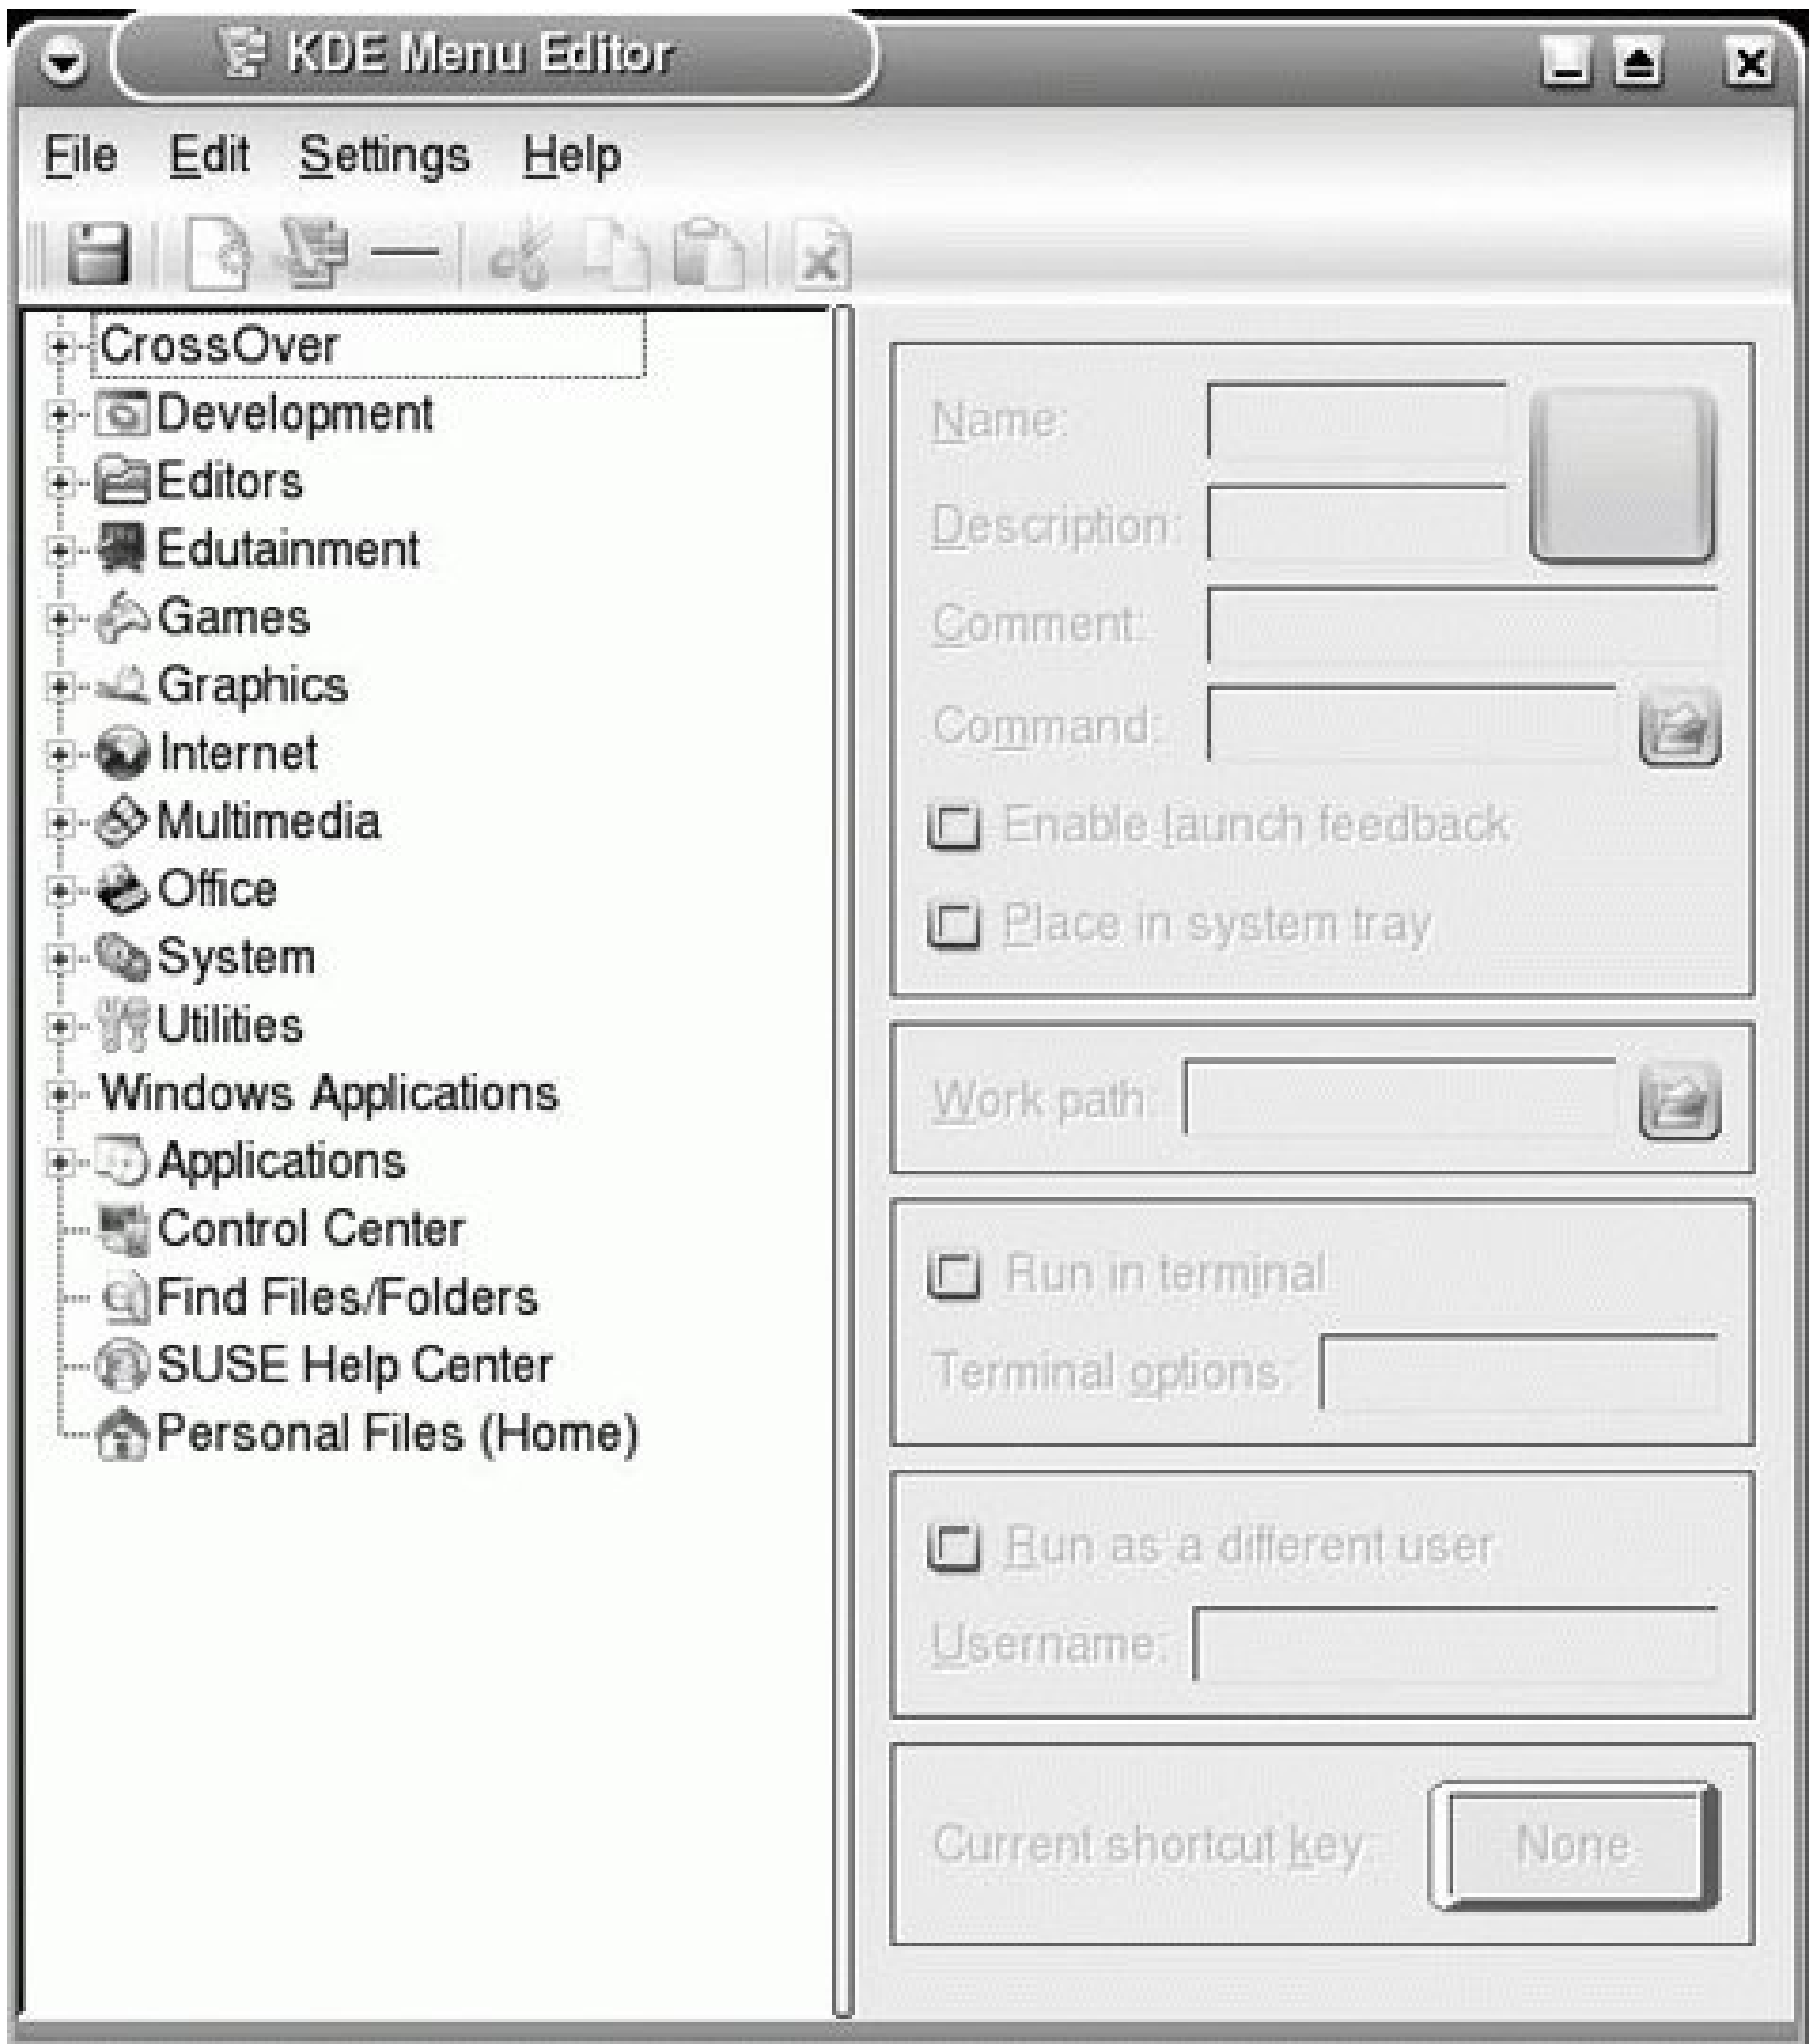 KDE Menu Editor
File Edit Settings Help
CrossOver
Development
Editors
Edutainment
Games
Graphics
Internet
Multimedia
Office
System
Utilities
Windows Applications
Applications
Control Center
Find Files/Folders
SUSE Help Center
Personal Files (Home)
Name:
Description:
Comment:
Command:
Enable launch feedback
Place in system tray
Work path:
Run in terminal
Terminal options:
Run as a different user
Username:
Current shortcut key: None